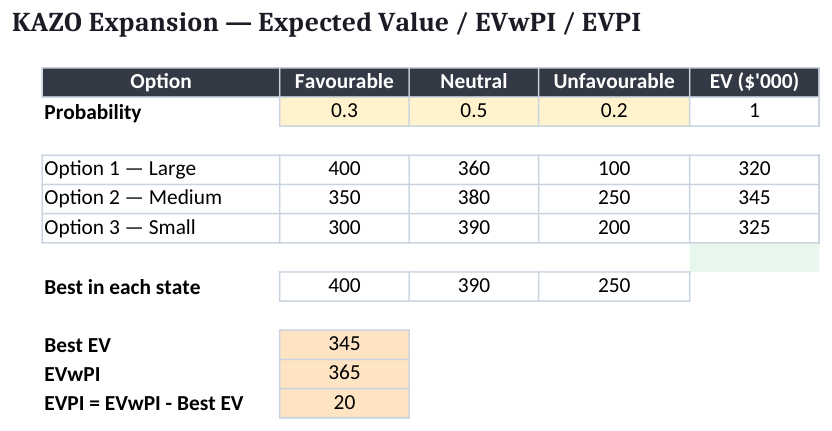 KAZO Expansion — Expected Value / EVwPI / EVPI
Option Favourable Neutral Unfavourable EV ($'000)
Probability 0.3 0.5 0.2 1
Option 1 — Large 400 360 100 320
Option 2 — Medium 350 380 250 345
Option 3 — Small 300 390 200 325
Best in each state 400 390 250
Best EV 345
EVwPI 365
EVPI = EVwPI - Best EV 20